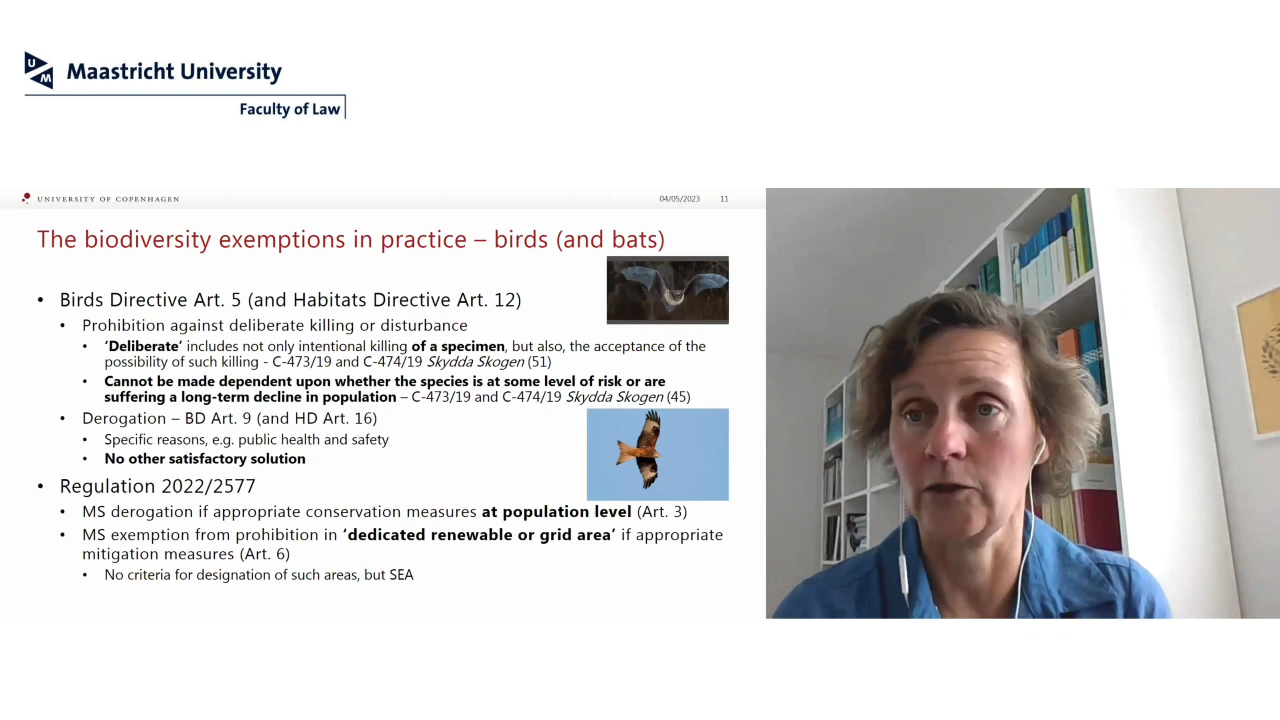 UM
Maastricht University
Faculty of Law
UNIVERSITY OF COPENHAGEN
04/05/2023 11
The biodiversity exemptions in practice – birds (and bats)
• Birds Directive Art. 5 (and Habitats Directive Art. 12)
• Prohibition against deliberate killing or disturbance
• ‘Deliberate’ includes not only intentional killing of a specimen, but also, the acceptance of the
possibility of such killing - C-473/19 and C-474/19 Skydda Skogen (51)
• Cannot be made dependent upon whether the species is at some level of risk or are
suffering a long-term decline in population – C-473/19 and C-474/19 Skydda Skogen (45)
• Derogation – BD Art. 9 (and HD Art. 16)
• Specific reasons, e.g. public health and safety
• No other satisfactory solution
• Regulation 2022/2577
• MS derogation if appropriate conservation measures at population level (Art. 3)
• MS exemption from prohibition in ‘dedicated renewable or grid area’ if appropriate
mitigation measures (Art. 6)
• No criteria for designation of such areas, but SEA